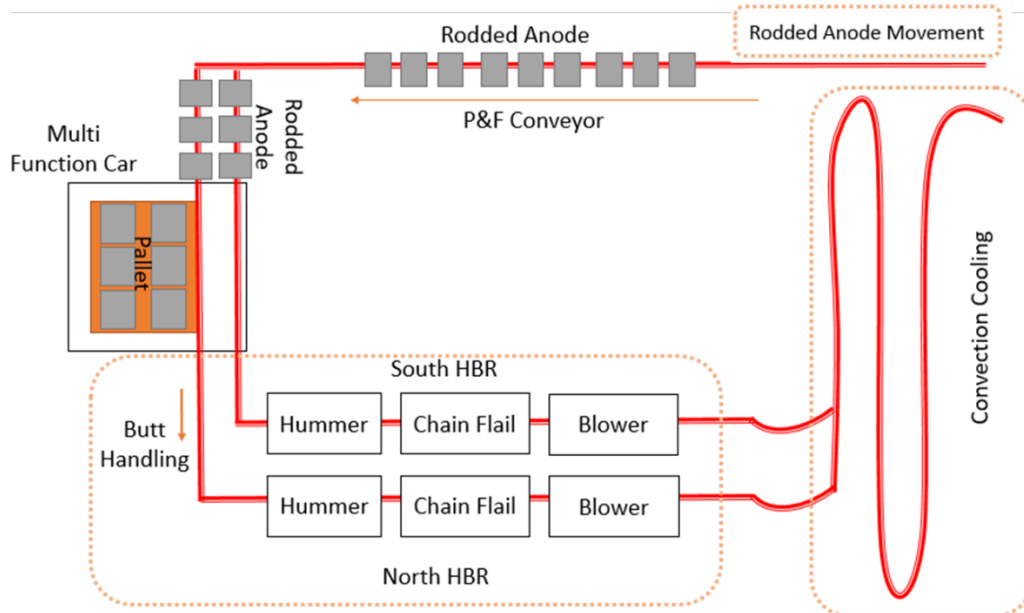 Rodded Anode Movement
Rodded Anode
P&F Conveyor
Rodded
Anode
Multi
Function Car
Pallet
Convection Cooling
South HBR
Butt
Handling
Hummer
Chain Flail
Blower
Hummer
Chain Flail
Blower
North HBR